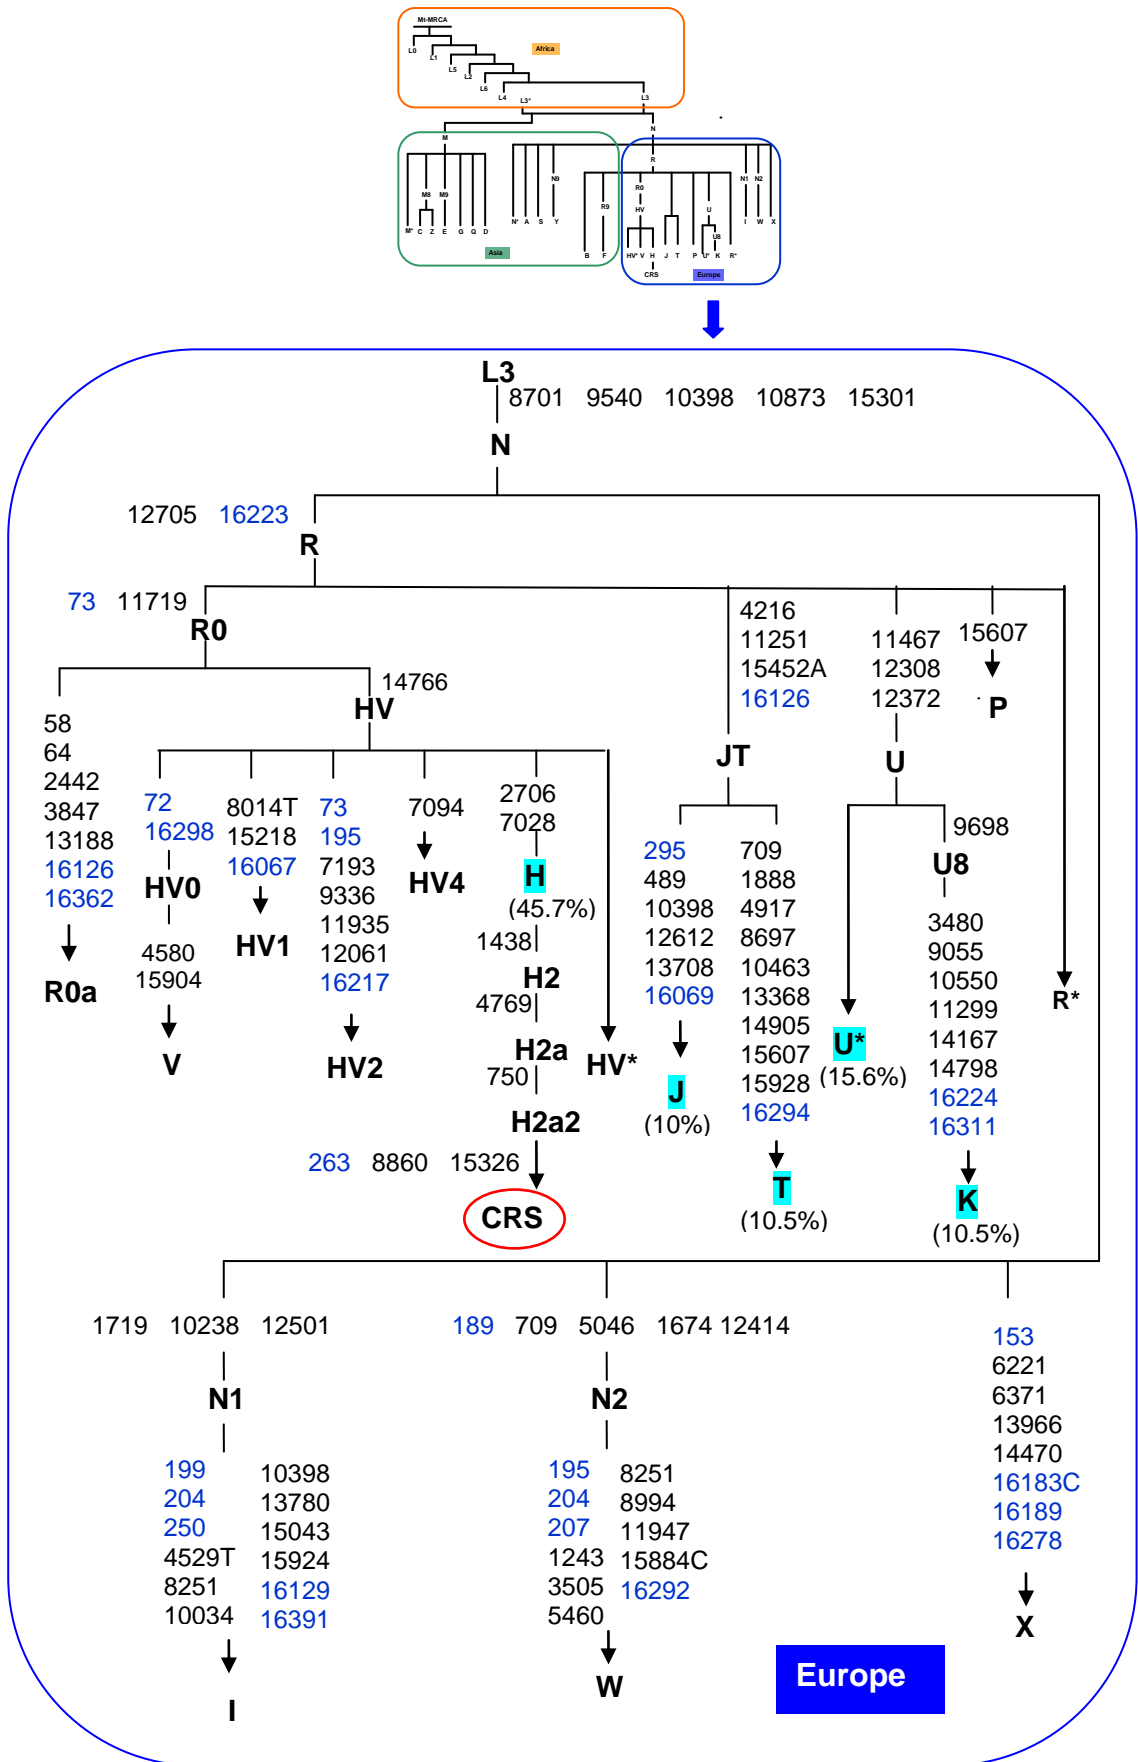 Mt-MRCA
L0
L1
L5
L2
L6
L4
L3*
L3
Africa
M
N
R
M8 M9
N9
R9
R0
HV
U
U8
N1 N2
M* C Z E G Q D
N* A S Y
B F
HV* V H J T P U* K R*
I W X
CRS
Asia
Europe
L3
8701 9540 10398 10873 15301
N
12705 16223
R
73 11719
R0
14766
HV
58
64
2442
3847
13188
16126
16362
R0a
72
16298
HV0
4580
15904
V
8014T
15218
16067
HV1
73
195
7193
9336
11935
12061
16217
HV2
7094
HV4
2706
7028
H
(45.7%)
1438
H2
4769
H2a
750
H2a2
263 8860 15326
CRS
HV*
4216
11251
15452A
16126
JT
295
489
10398
12612
13708
16069
J
(10%)
709
1888
4917
8697
10463
13368
14905
15607
15928
16294
T
(10.5%)
11467
12308
12372
U
U*
(15.6%)
9698
U8
3480
9055
10550
11299
14167
14798
16224
16311
K
(10.5%)
15607
P
R*
1719 10238 12501
N1
199
204
250
4529T
8251
10034
10398
13780
15043
15924
16129
16391
I
189 709 5046 1674 12414
N2
195
204
207
1243
3505
5460
8251
8994
11947
15884C
16292
W
153
6221
6371
13966
14470
16183C
16189
16278
X
Europe